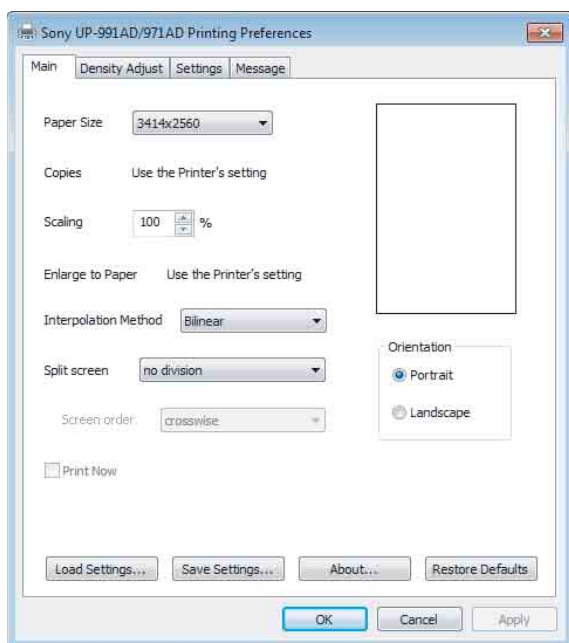 Sony UP-991AD/971AD Printing Preferences
Main Density Adjust Settings Message
Paper Size 3414x2560
Copies Use the Printer's setting
Scaling 100 %
Enlarge to Paper Use the Printer's setting
Interpolation Method Bilinear
Orientation
Split screen no division
Portrait
Screen order: crosswise
Landscape
Print Now
Load Settings... Save Settings... About... Restore Defaults
OK Cancel Apply